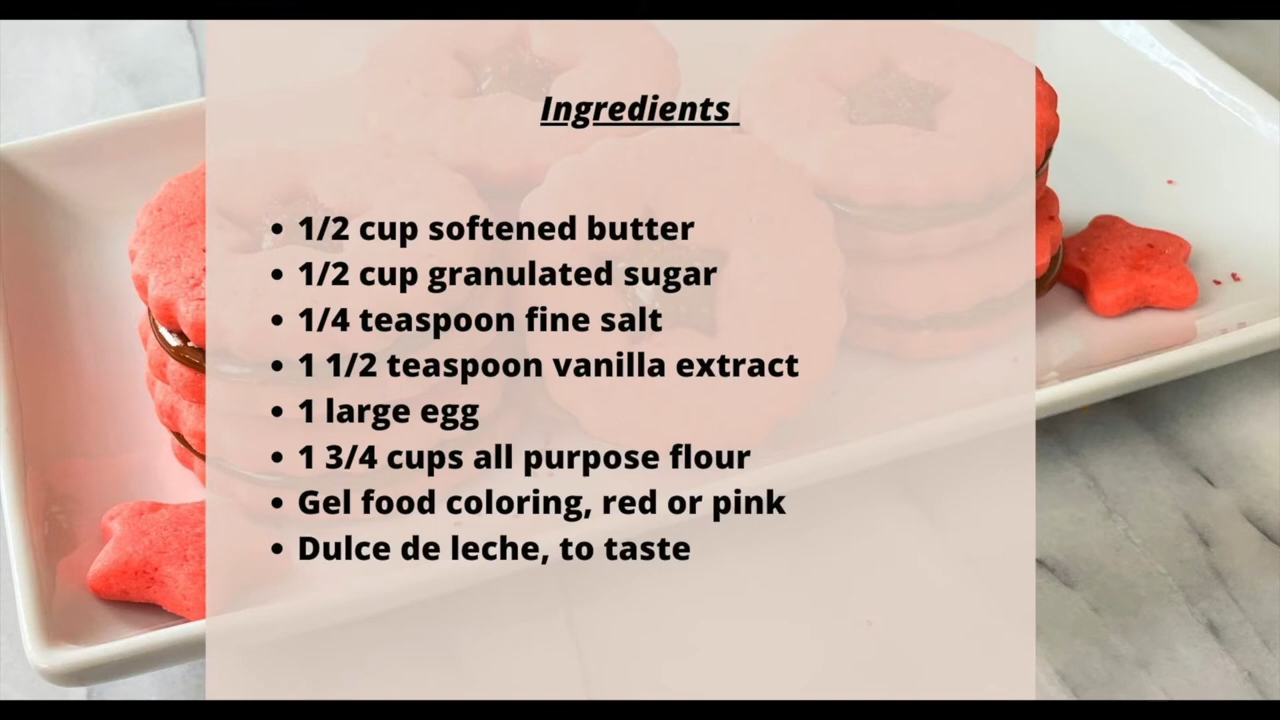 Ingredients
• 1/2 cup softened butter
• 1/2 cup granulated sugar
• 1/4 teaspoon fine salt
• 1 1/2 teaspoon vanilla extract
• 1 large egg
• 1 3/4 cups all purpose flour
• Gel food coloring, red or pink
• Dulce de leche, to taste